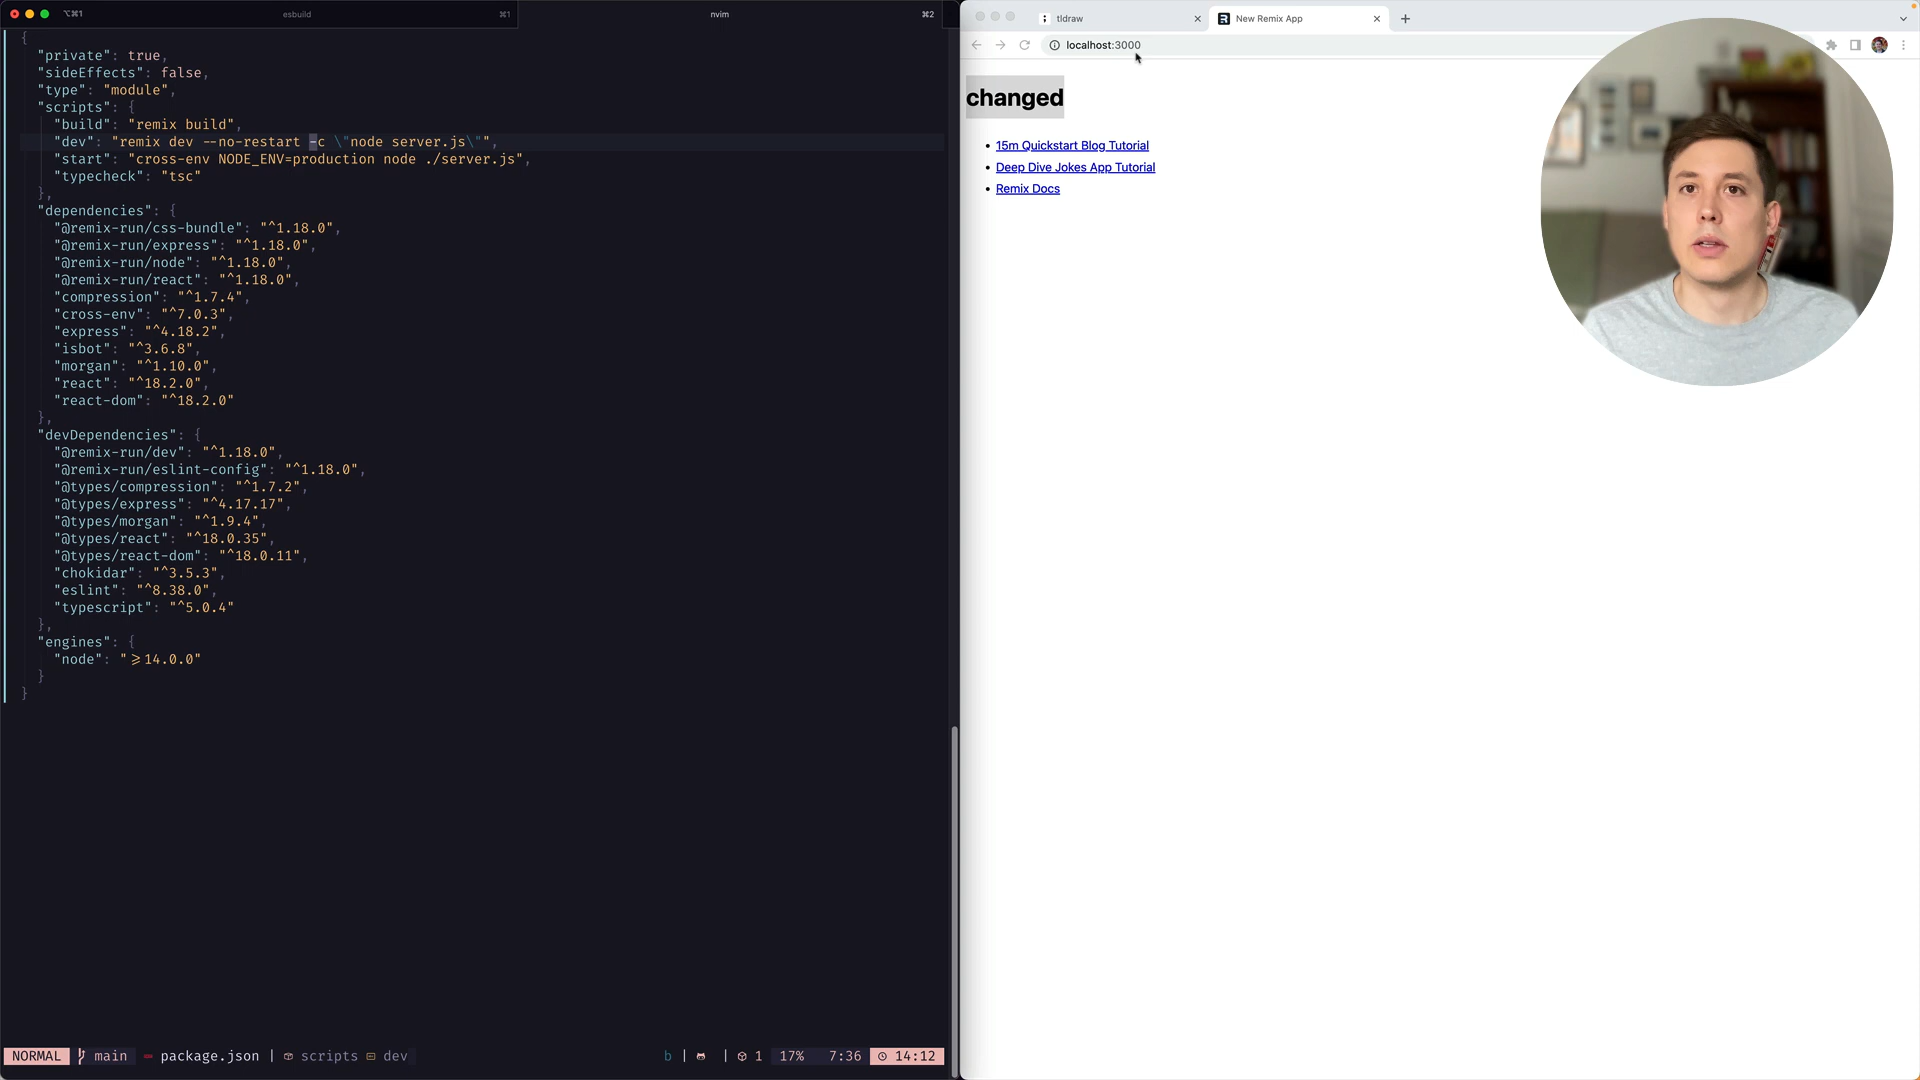 ⌥⌘1 esbuild ⌘1 nvim ⌘2
{
"private": true,
"sideEffects": false,
"type": "module",
"scripts": {
"build": "remix build",
"dev": "remix dev --no-restart -c \"node server.js\"",
"start": "cross-env NODE_ENV=production node ./server.js",
"typecheck": "tsc"
},
"dependencies": {
"@remix-run/css-bundle": "^1.18.0",
"@remix-run/express": "^1.18.0",
"@remix-run/node": "^1.18.0",
"@remix-run/react": "^1.18.0",
"compression": "^1.7.4",
"cross-env": "^7.0.3",
"express": "^4.18.2",
"isbot": "^3.6.8",
"morgan": "^1.10.0",
"react": "^18.2.0",
"react-dom": "^18.2.0"
},
"devDependencies": {
"@remix-run/dev": "^1.18.0",
"@remix-run/eslint-config": "^1.18.0",
"@types/compression": "^1.7.2",
"@types/express": "^4.17.17",
"@types/morgan": "^1.9.4",
"@types/react": "^18.0.35",
"@types/react-dom": "^18.0.11",
"chokidar": "^3.5.3",
"eslint": "^8.38.0",
"typescript": "^5.0.4"
},
"engines": {
"node": "≥14.0.0"
}
}
NORMAL main package.json | scripts dev b | | 1 17% 7:36 14:12
tldraw New Remix App
localhost:3000
changed
• 15m Quickstart Blog Tutorial
• Deep Dive Jokes App Tutorial
• Remix Docs